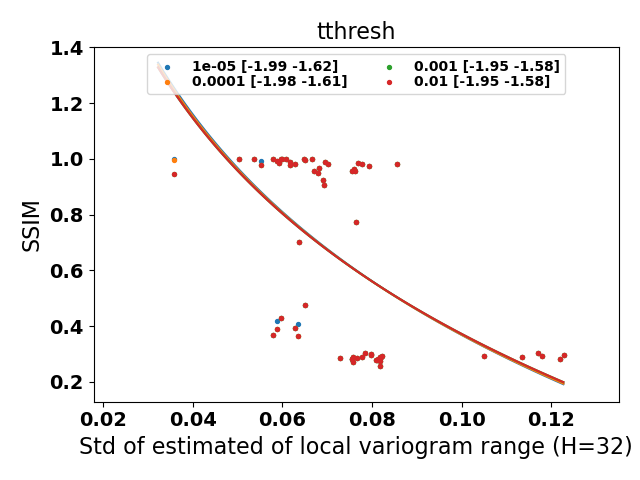 tthresh
1.4
1e-05 [-1.99 -1.62]
0.0001 [-1.98 -1.61]
0.001 [-1.95 -1.58]
0.01 [-1.95 -1.58]
1.2
1.0
0.8
0.6
0.4
0.2
SSIM
0.02 0.04 0.06 0.08 0.10 0.12
Std of estimated of local variogram range (H=32)